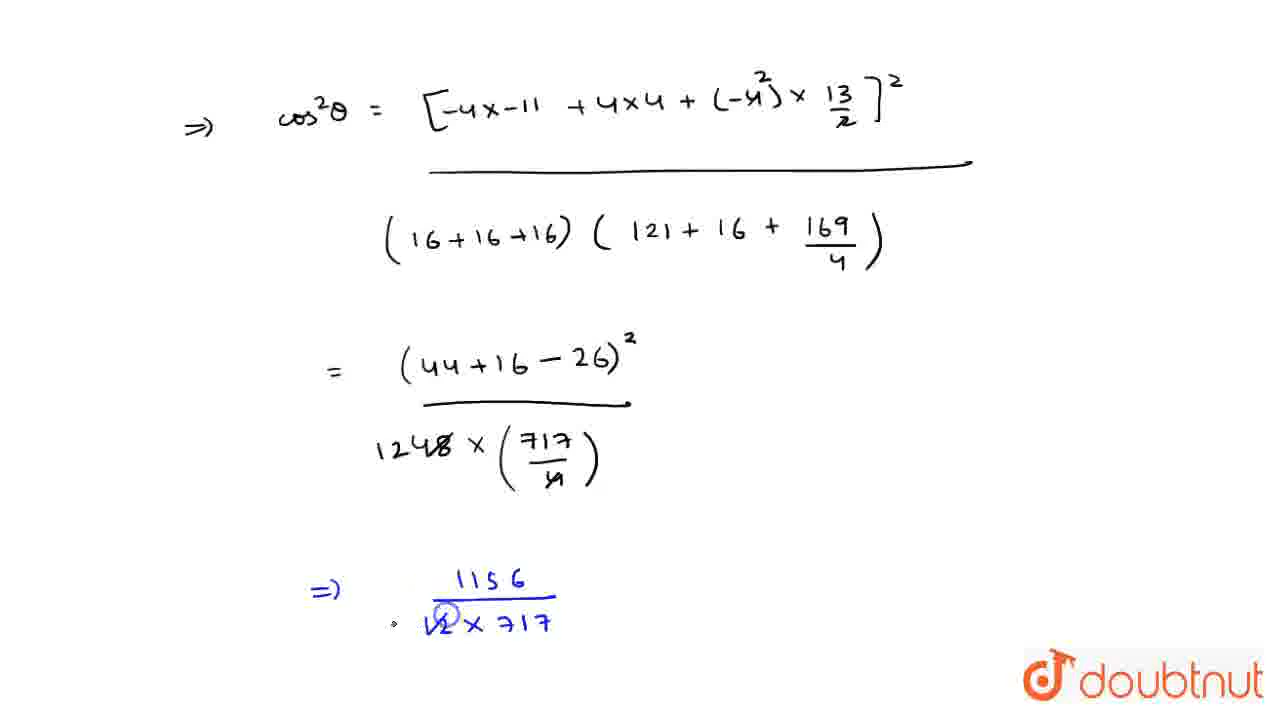 ⇒ cos²θ = [-4×-11 + 4×4 + (-4²) × 13/2]²
(16+16+16) (121 + 16 + 169/4)
= (44+16-26)²
1248 × (717/4)
⇒ 1156
12 × 717
doubtnut